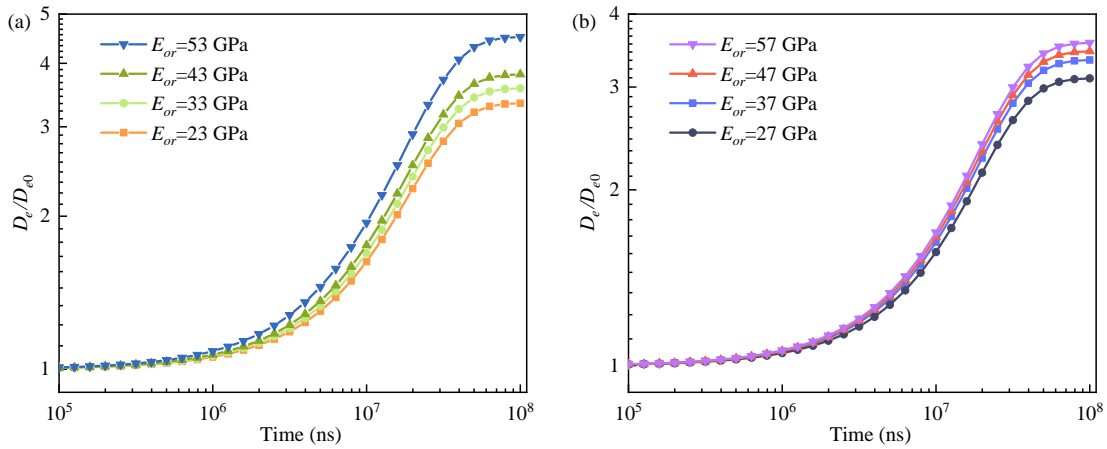 (a)
E_or=53 GPa
E_or=43 GPa
E_or=33 GPa
E_or=23 GPa
5
4
3
2
1
D_e/D_e0
10^5
10^6
10^7
10^8
Time (ns)
(b)
E_or=57 GPa
E_or=47 GPa
E_or=37 GPa
E_or=27 GPa
4
3
2
1
D_e/D_e0
10^5
10^6
10^7
10^8
Time (ns)